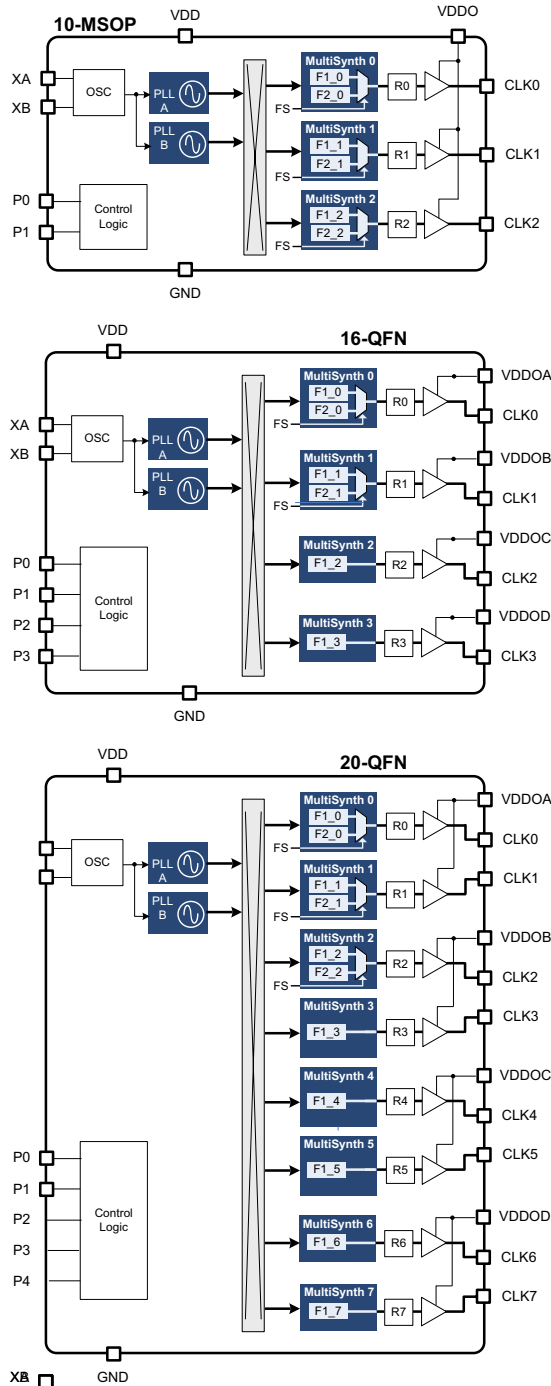 VDD VDDO
10-MSOP
MultiSynth 0
XA
OSC
PLL
A
F1_0
F2_0
R0
CLK0
XB
FS
PLL
B
MultiSynth 1
F1_1
F2_1
R1
CLK1
FS
P0
Control
Logic
P1
MultiSynth 2
F1_2
F2_2
R2
CLK2
FS
GND
VDD
16-QFN
MultiSynth 0
VDDOA
F1_0
F2_0
R0
CLK0
XA
OSC
XB
FS
PLL
A
PLL
B
MultiSynth 1
VDDOB
F1_1
F2_1
R1
CLK1
FS
P0
P1
P2
P3
Control
Logic
MultiSynth 2
VDDOC
F1_2
R2
CLK2
MultiSynth 3
VDDOD
F1_3
R3
CLK3
GND
VDD
20-QFN
MultiSynth 0
VDDOA
F1_0
F2_0
R0
CLK0
OSC
FS
PLL
A
PLL
B
MultiSynth 1
F1_1
F2_1
R1
CLK1
FS
MultiSynth 2
VDDOB
F1_2
F2_2
R2
CLK2
FS
MultiSynth 3
F1_3
R3
CLK3
MultiSynth 4
VDDOC
F1_4
R4
CLK4
MultiSynth 5
F1_5
R5
CLK5
P0
P1
P2
P3
P4
Control
Logic
MultiSynth 6
VDDOD
F1_6
R6
CLK6
MultiSynth 7
F1_7
R7
CLK7
GND